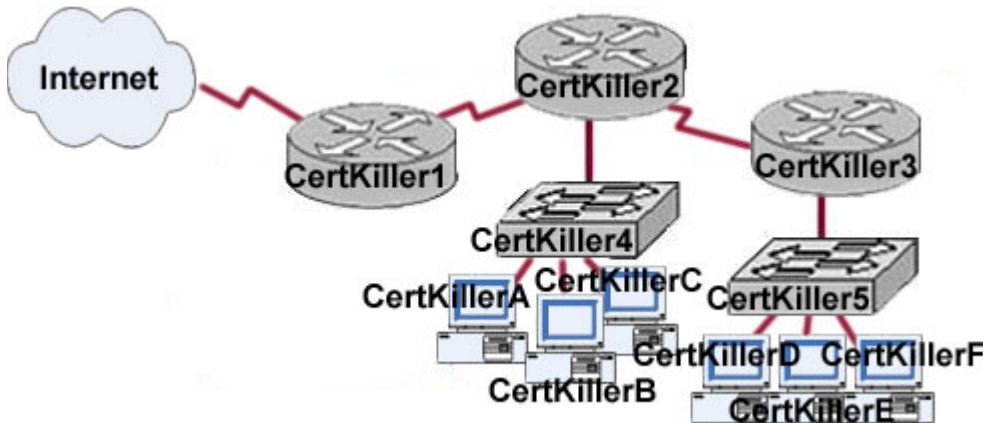 Internet
CertKiller1
CertKiller2
CertKiller3
CertKiller4
CertKillerA
CertKillerB
CertKillerC
CertKiller5
CertKillerD
CertKillerE
CertKillerF